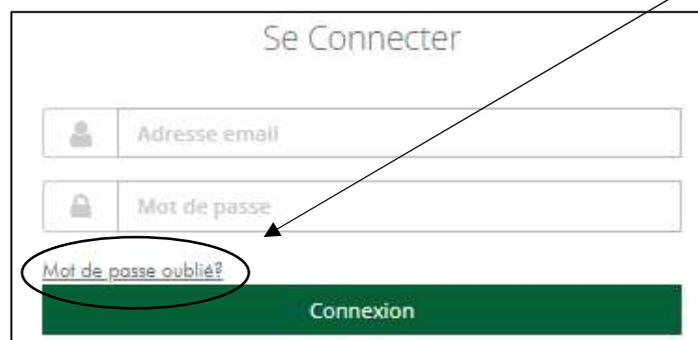 Se Connecter
Adresse email
Mot de passe
Mot de passe oublié?
Connexion